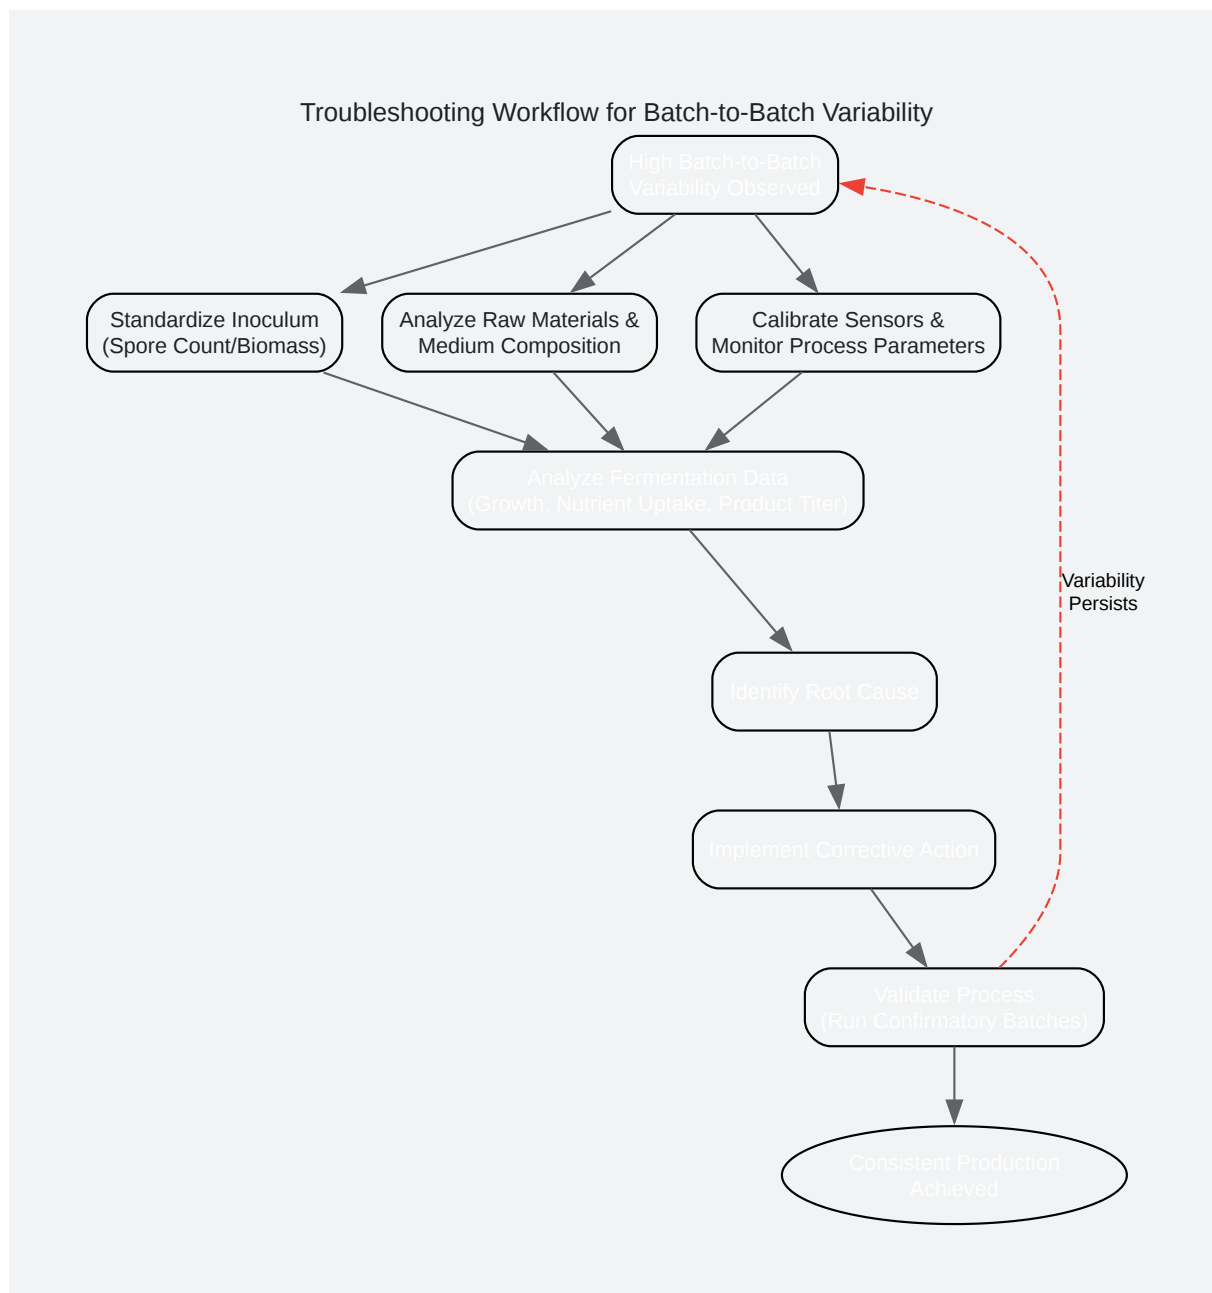 Troubleshooting Workflow for Batch-to-Batch Variability
High Batch-to-Batch
Variability Observed
Standardize Inoculum
(Spore Count/Biomass)
Analyze Raw Materials &
Medium Composition
Calibrate Sensors &
Monitor Process Parameters
Analyze Fermentation Data
(Growth, Nutrient Uptake, Product Titer)
Variability
Persists
Identify Root Cause
Implement Corrective Action
Validate Process
(Run Confirmatory Batches)
Consistent Production
Achieved